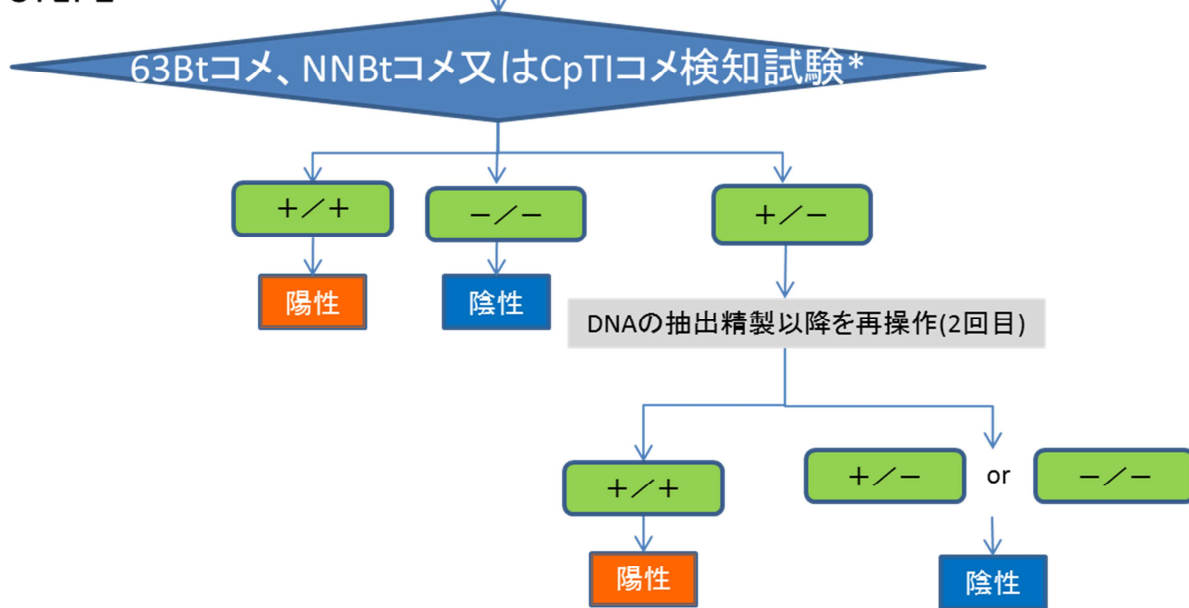 63Btコメ、NNBtコメ又はCpTIコメ検知試験*
＋／＋
－／－
＋／－
陽性
陰性
DNAの抽出精製以降を再操作(2回目)
＋／＋
＋／－ or －／－
陽性
陰性